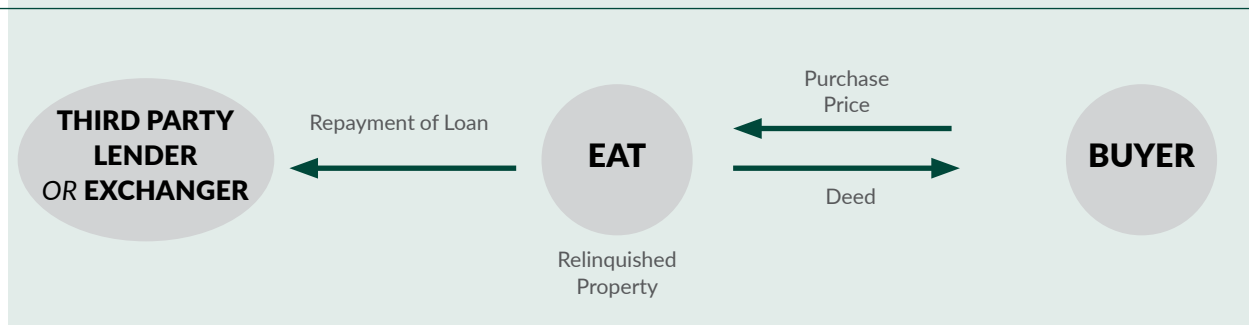 THIRD PARTY
LENDER
OR EXCHANGER
Repayment of Loan
EAT
Relinquished
Property
Purchase
Price
Deed
BUYER